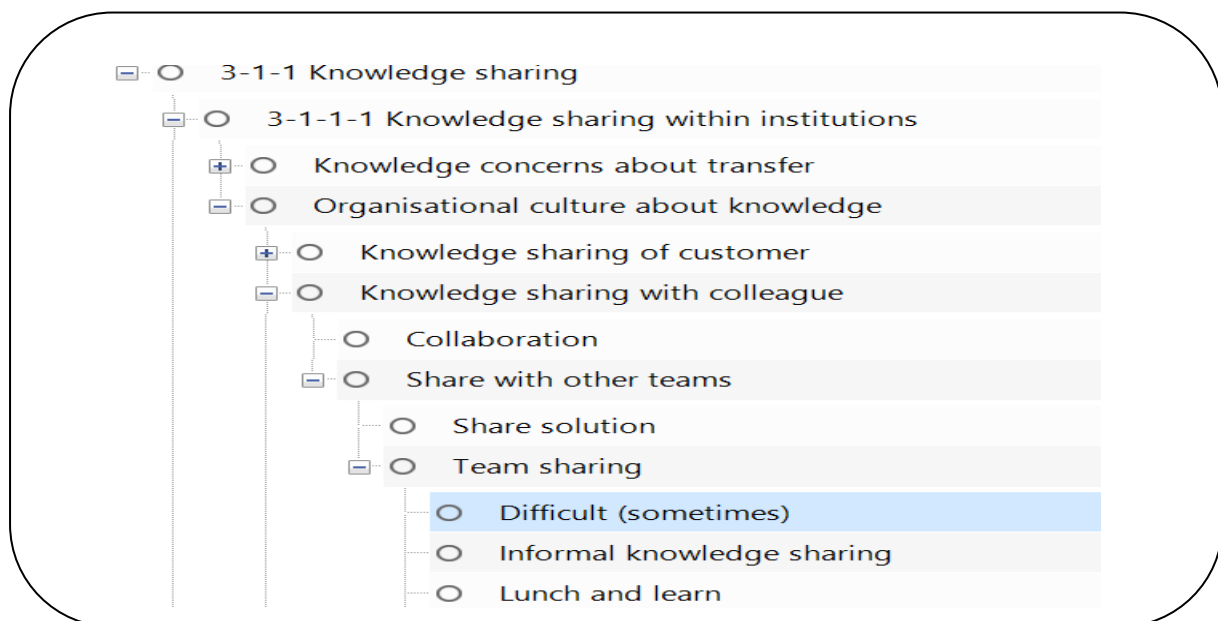 3-1-1 Knowledge sharing
3-1-1-1 Knowledge sharing within institutions
Knowledge concerns about transfer
Organisational culture about knowledge
Knowledge sharing of customer
Knowledge sharing with colleague
Collaboration
Share with other teams
Share solution
Team sharing
Difficult (sometimes)
Informal knowledge sharing
Lunch and learn